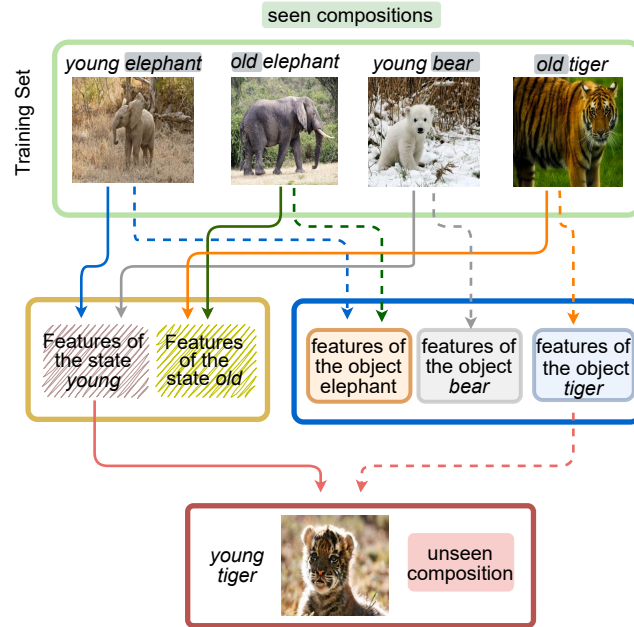 seen compositions
Training Set
young elephant
old elephant
young bear
old tiger
Features of
the state
young
Features
of the
state old
features of
the object
elephant
features of
the object
bear
features of
the object
tiger
young
tiger
unseen
composition